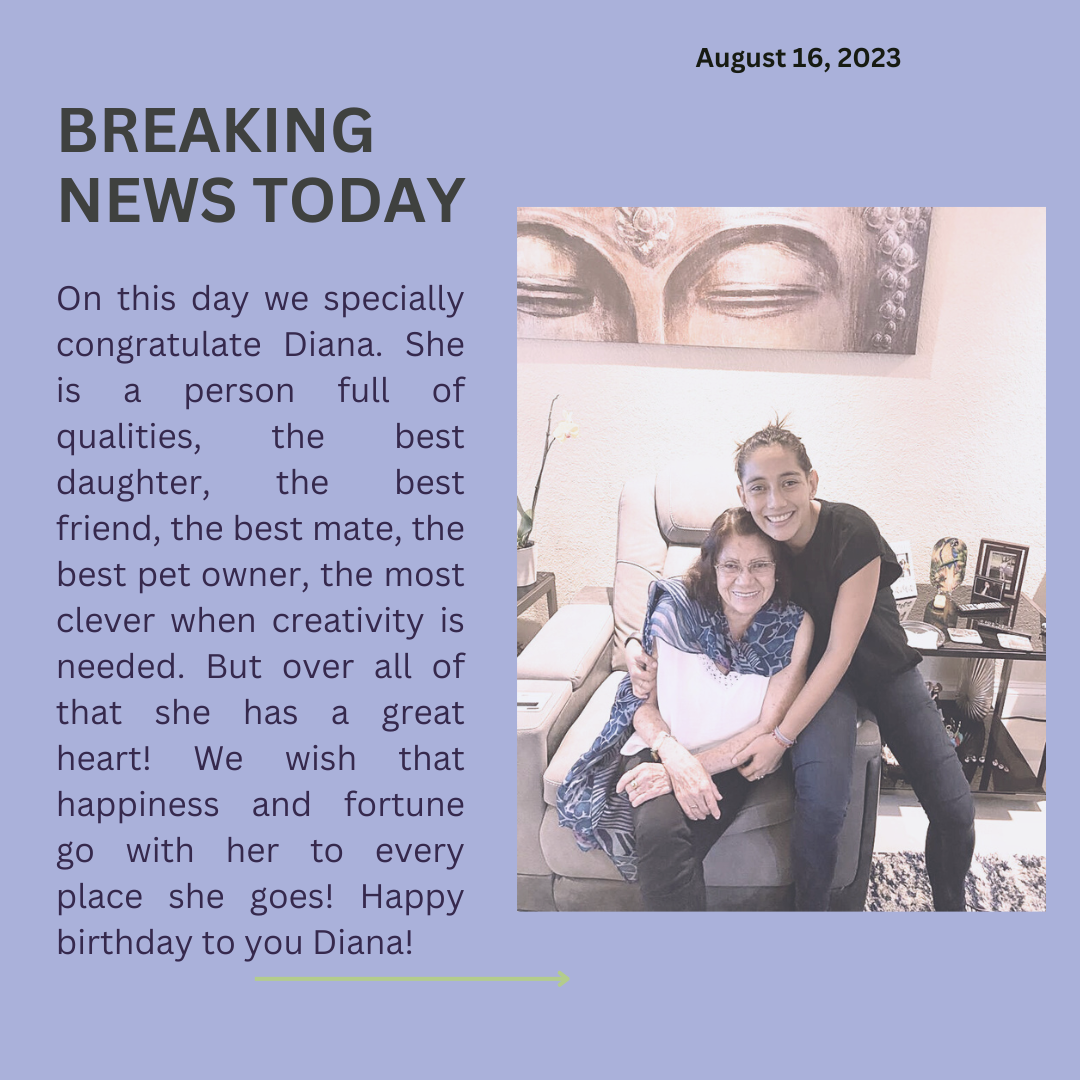 August 16, 2023
BREAKING
NEWS TODAY
On this day we specially
congratulate Diana. She
is a person full of
qualities, the best
daughter, the best
friend, the best mate, the
best pet owner, the most
clever when creativity is
needed. But over all of
that she has a great
heart! We wish that
happiness and fortune
go with her to every
place she goes! Happy
birthday to you Diana!